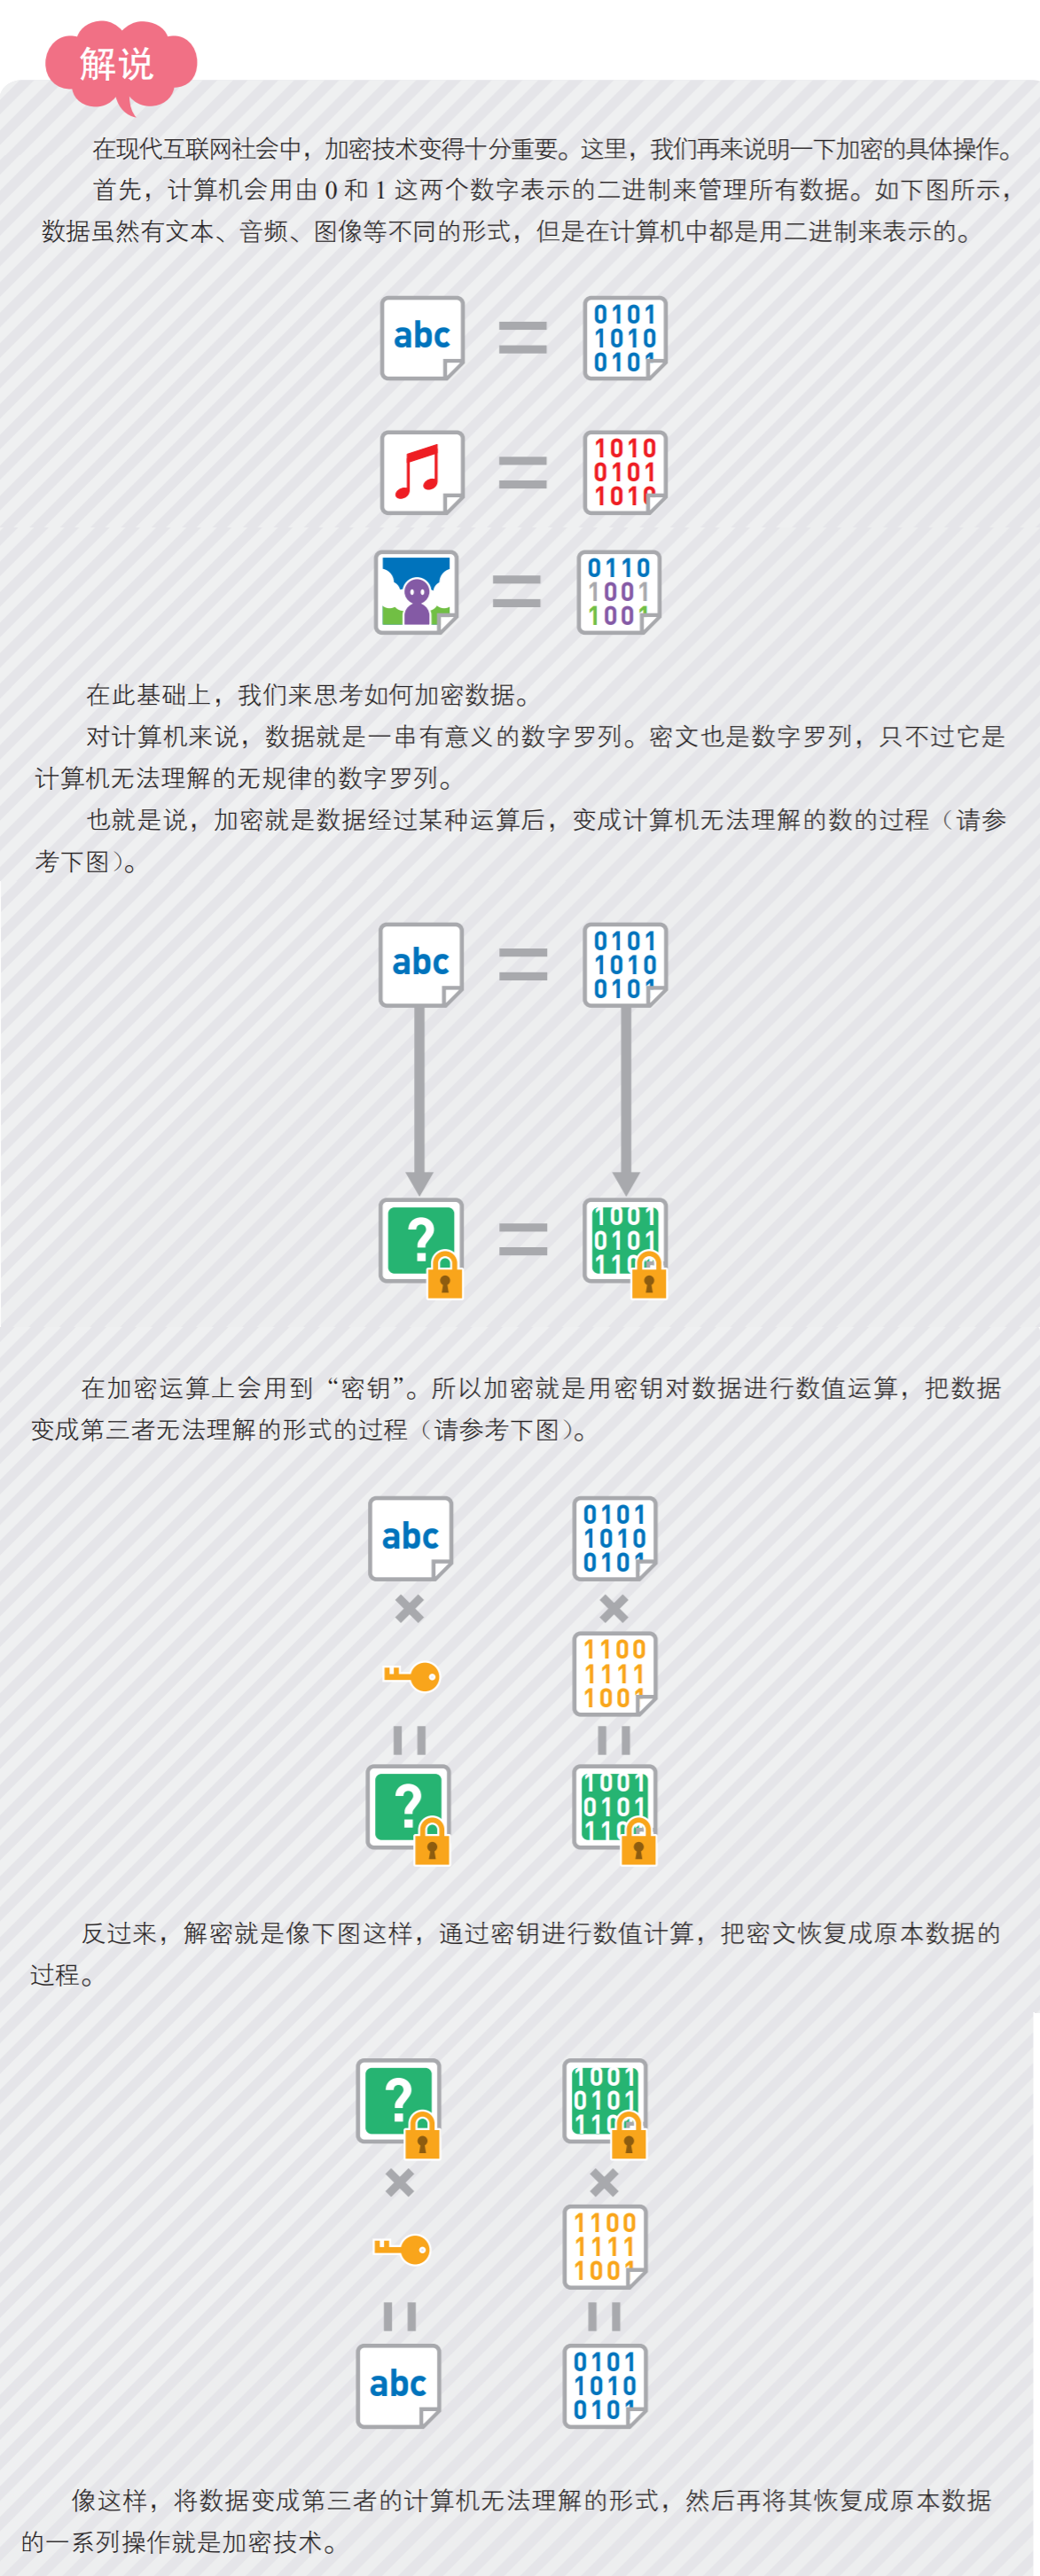 解说
在现代互联网社会中，加密技术变得十分重要。这里，我们再来说明一下加密的具体操作。
首先，计算机会用由 0 和 1 这两个数字表示的二进制来管理所有数据。如下图所示，
数据虽然有文本、音频、图像等不同的形式，但是在计算机中都是用二进制来表示的。
abc
0101
1010
0101
1010
0101
1010
0110
1001
1001
在此基础上，我们来思考如何加密数据。
对计算机来说，数据就是一串有意义的数字罗列。密文也是数字罗列，只不过它是
计算机无法理解的无规律的数字罗列。
也就是说，加密就是数据经过某种运算后，变成计算机无法理解的数的过程（请参
考下图）。
abc
0101
1010
0101
?
1001
0101
110
在加密运算上会用到“密钥”。所以加密就是用密钥对数据进行数值运算，把数据
变成第三者无法理解的形式的过程（请参考下图）。
abc
0101
1010
0101
1100
1111
1001
?
1001
0101
110
反过来，解密就是像下图这样，通过密钥进行数值计算，把密文恢复成原本数据的
过程。
?
1001
0101
110
1100
1111
1001
abc
0101
1010
0101
像这样，将数据变成第三者的计算机无法理解的形式，然后再将其恢复成原本数据
的一系列操作就是加密技术。